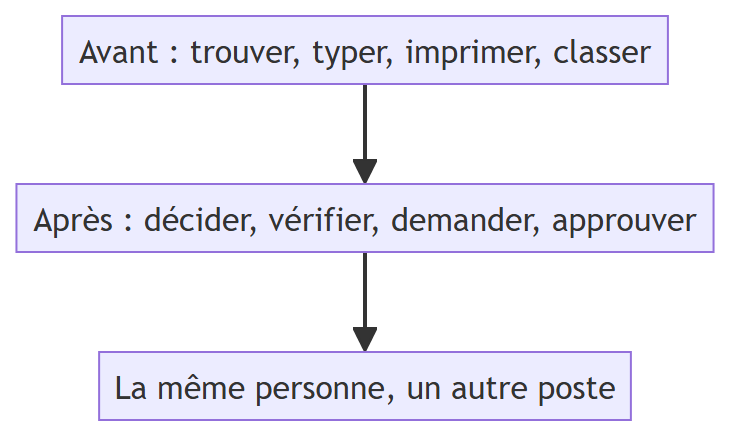 Avant : trouver, typer, imprimer, classer
Après : décider, vérifier, demander, approuver
La même personne, un autre poste